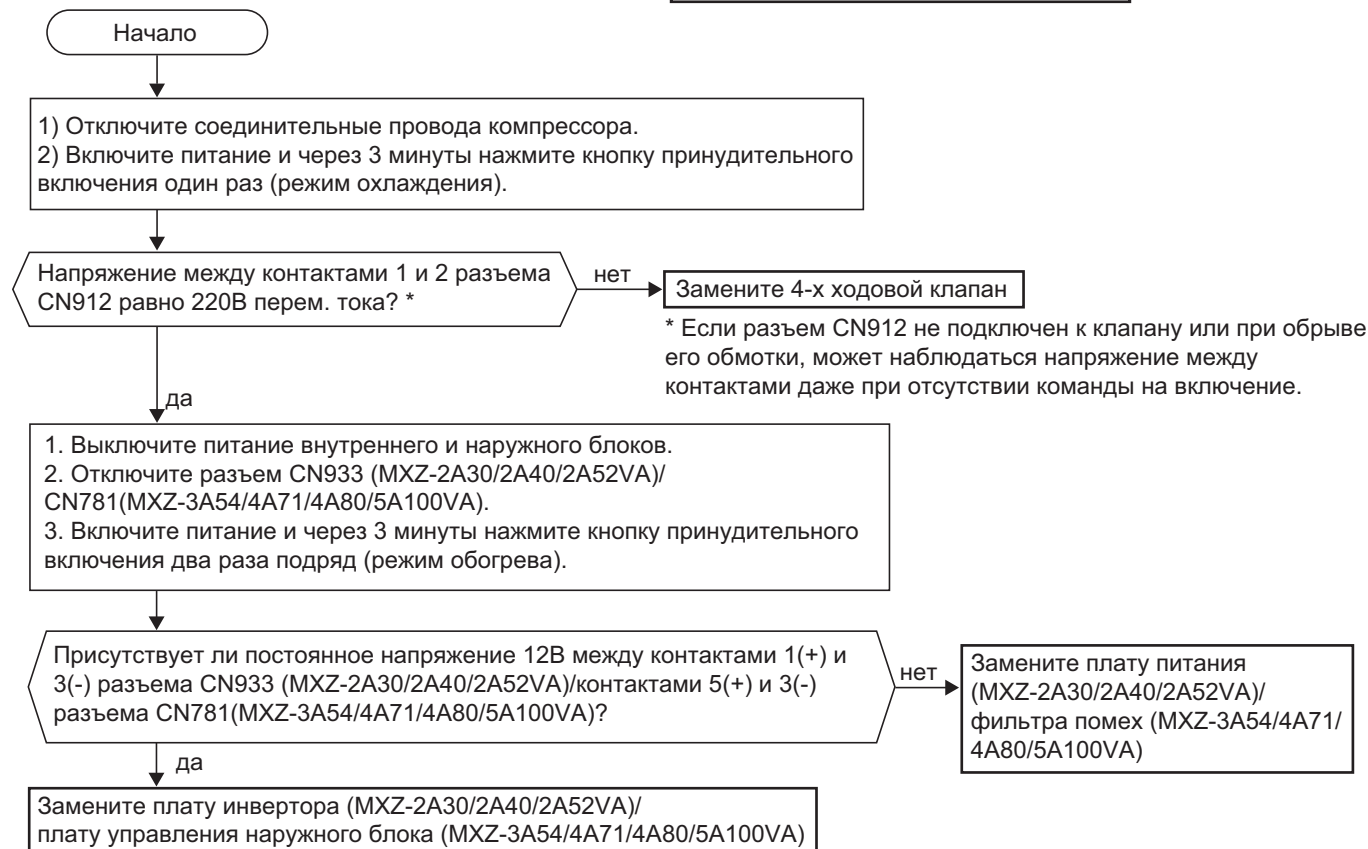 Начало
1) Отключите соединительные провода компрессора.
2) Включите питание и через 3 минуты нажмите кнопку принудительного
включения один раз (режим охлаждения).
Напряжение между контактами 1 и 2 разъема
CN912 равно 220В перем. тока? *
нет
Замените 4-х ходовой клапан
* Если разъем CN912 не подключен к клапану или при обрыве
его обмотки, может наблюдаться напряжение между
контактами даже при отсутствии команды на включение.
да
1. Выключите питание внутреннего и наружного блоков.
2. Отключите разъем CN933 (MXZ-2A30/2A40/2A52VA)/
CN781(MXZ-3A54/4A71/4A80/5A100VA).
3. Включите питание и через 3 минуты нажмите кнопку принудительного
включения два раза подряд (режим обогрева).
Присутствует ли постоянное напряжение 12В между контактами 1(+) и
3(-) разъема CN933 (MXZ-2A30/2A40/2A52VA)/контактами 5(+) и 3(-)
разъема CN781(MXZ-3A54/4A71/4A80/5A100VA)?
нет
Замените плату питания
(MXZ-2A30/2A40/2A52VA)/
фильтра помех (MXZ-3A54/4A71/
4A80/5A100VA)
да
Замените плату инвертора (MXZ-2A30/2A40/2A52VA)/
плату управления наружного блока (MXZ-3A54/4A71/4A80/5A100VA)